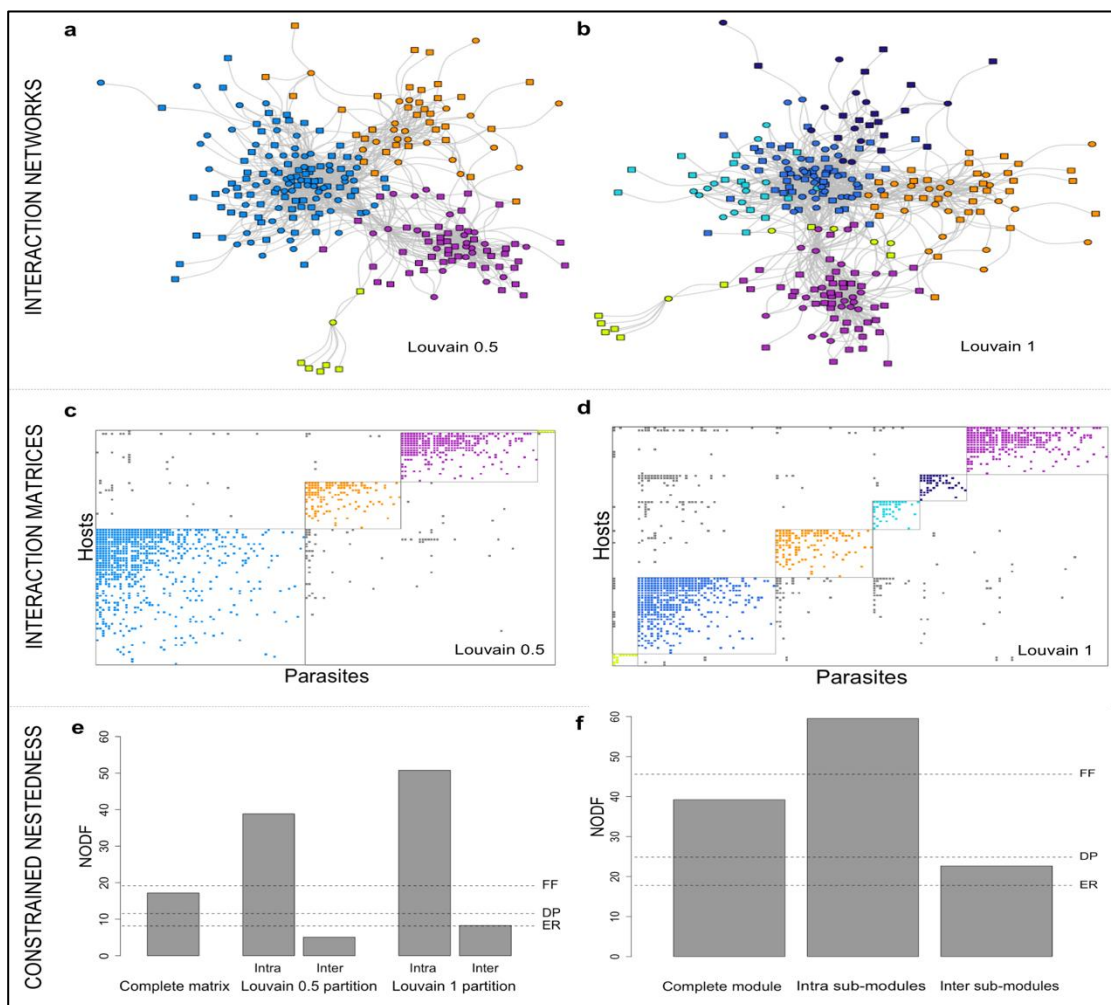 INTERACTION NETWORKS
a
b
Louvain 0.5
Louvain 1
INTERACTION MATRICES
c
d
Hosts
Hosts
Louvain 0.5
Louvain 1
Parasites
Parasites
CONSTRAINED NESTEDNESS
e
NODF
0
10
20
30
40
50
60
FF
DP
ER
Intra
Inter
Intra
Inter
Complete matrix
Louvain 0.5 partition
Louvain 1 partition
f
NODF
0
10
20
30
40
50
60
FF
DP
ER
Complete module
Intra sub-modules
Inter sub-modules